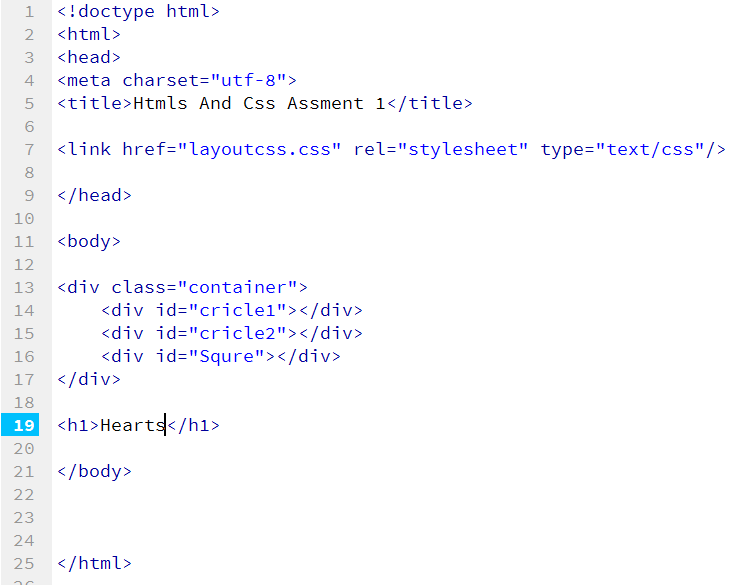 1 <!doctype html>
2 <html>
3 <head>
4 <meta charset="utf-8">
5 <title>Htmls And Css Assment 1</title>
6
7 <link href="layoutcss.css" rel="stylesheet" type="text/css"/>
8
9 </head>
10
11 <body>
12
13 <div class="container">
14     <div id="cricle1"></div>
15     <div id="cricle2"></div>
16     <div id="Squre"></div>
17 </div>
18
19 <h1>Hearts</h1>
20
21 </body>
22
23
24
25 </html>